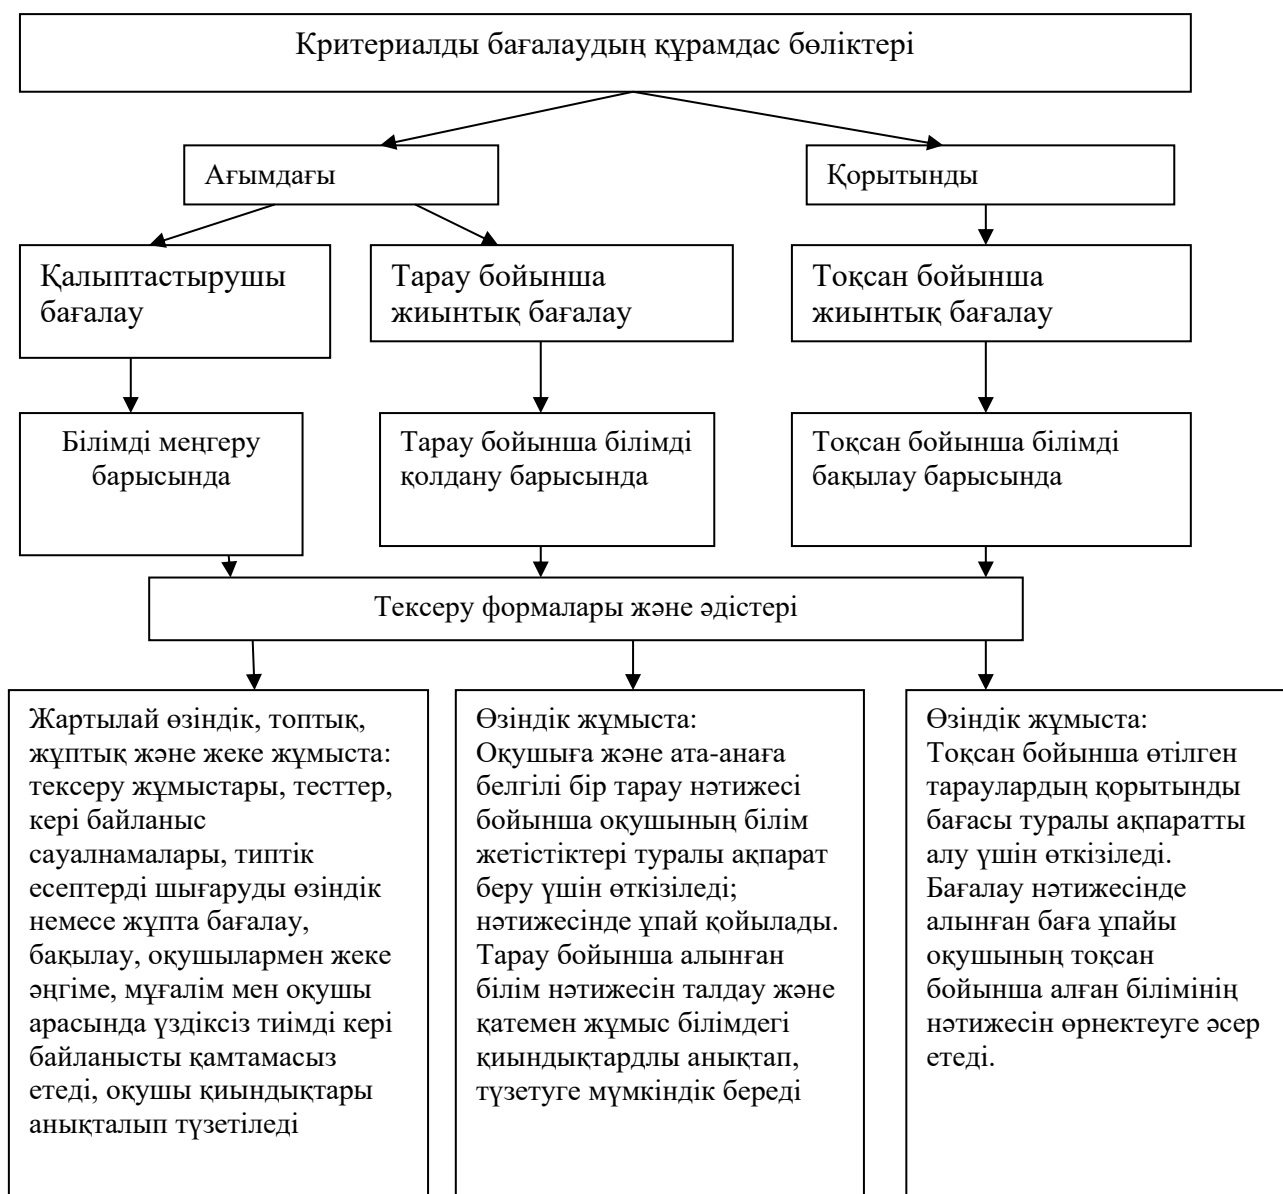 Критериалды бағалаудың құрамдас бөліктері
Ағымдағы
Қорытынды
Қалыптастырушы
бағалау
Тарау бойынша
жиынтық бағалау
Тоқсан бойынша
жиынтық бағалау
Білімді меңгеру
барысында
Тарау бойынша білімді
қолдану барысында
Тоқсан бойынша білімді
бақылау барысында
Тексеру формалары және әдістері
Жартылай өзіндік, топтық,
жұптық және жеке жұмыста:
тексеру жұмыстары, тесттер,
кері байланыс
сауалнамалары, типтік
есептерді шығаруды өзіндік
немесе жұпта бағалау,
бақылау, оқушылармен жеке
әңгіме, мұғалім мен оқушы
арасында үздіксіз тиімді кері
байланысты қамтамасыз
етеді, оқушы қиындықтары
анықталып түзетіледі
Өзіндік жұмыста:
Оқушыға және ата-анаға
белгілі бір тарау нәтижесі
бойынша оқушының білім
жетістіктері туралы ақпарат
беру үшін өткізіледі;
нәтижесінде ұпай қойылады.
Тарау бойынша алынған
білім нәтижесін талдау және
қатемен жұмыс білімдегі
қиындықтардлы анықтап,
түзетуге мүмкіндік береді
Өзіндік жұмыста:
Тоқсан бойынша өтілген
тараулардың қорытынды
бағасы туралы ақпаратты
алу үшін өткізіледі.
Бағалау нәтижесінде
алынған баға ұпайы
оқушының тоқсан
бойынша алған білімінің
нәтижесін өрнектеуге әсер
етеді.